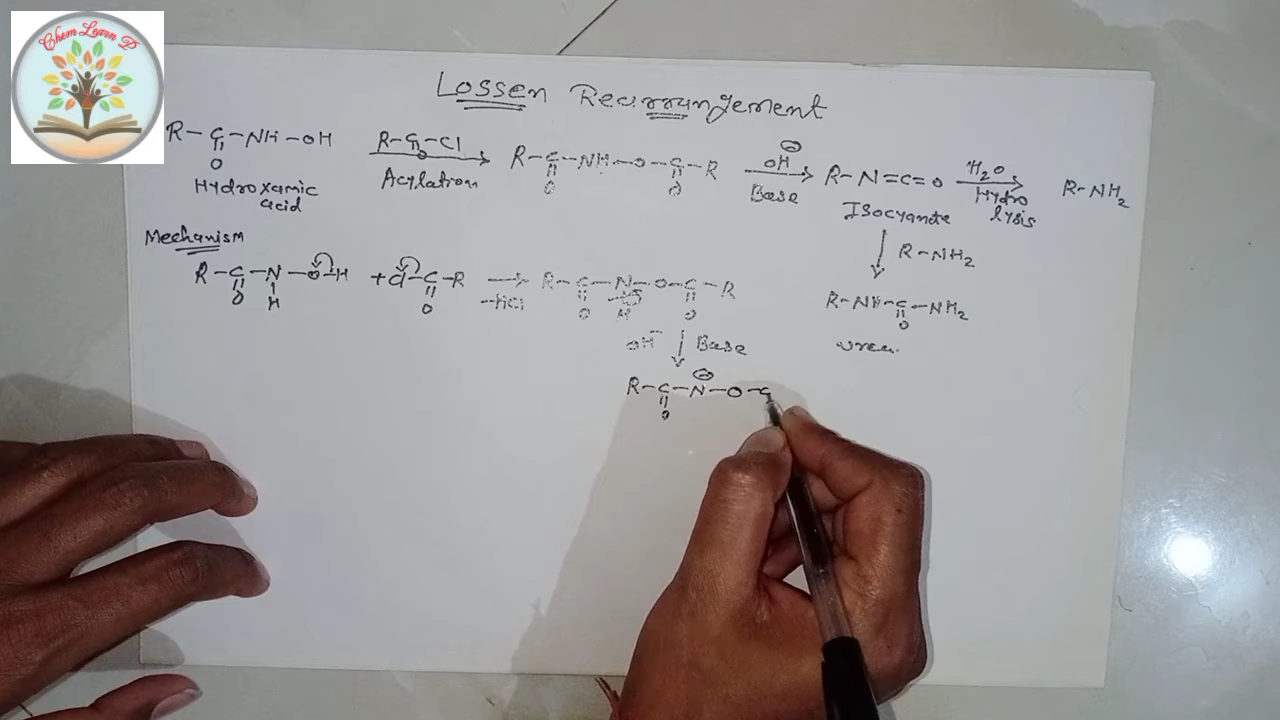 Chem Learn P
Lossen Rearrangement
R-C-NH-OH R-C-Cl R-C-NH-O-C-R OH⊖ R-N=C=O H2O R-NH2
O O O O
Hydroxamic acid Acylation Base Isocyante Hydrolysis
Mechanism
R-NH2
R-C-N-O-H + Cl-C-R -HCl R-C-N-O-C-R R-NH-C-NH2
O H O O H O O
OH- Base urea
R-C-N⊖-O-C
O